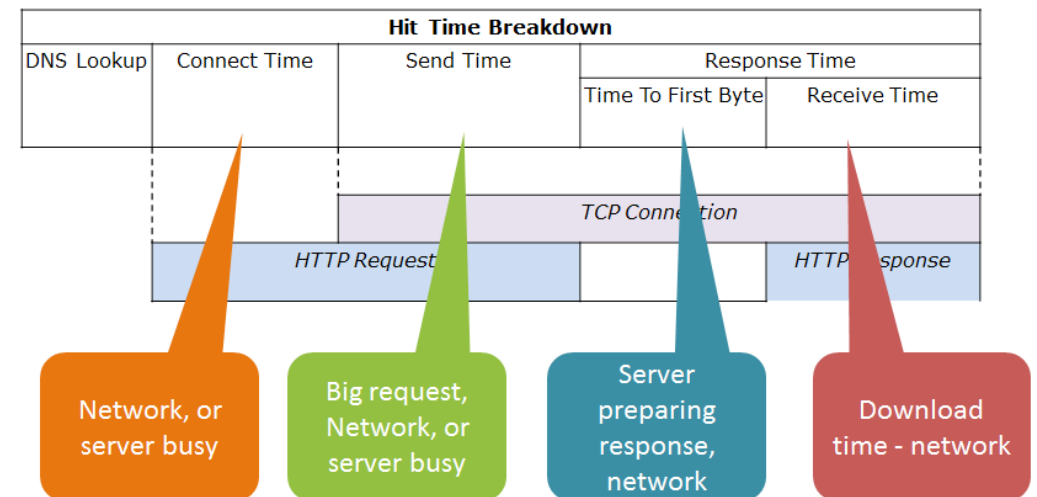 Hit Time Breakdown
DNS Lookup
Connect Time
Send Time
Response Time
Time To First Byte
Receive Time
TCP Connection
HTTP Request
HTTP Response
Network, or
server busy
Big request,
Network, or
server busy
Server
preparing
response,
network
Download
time - network